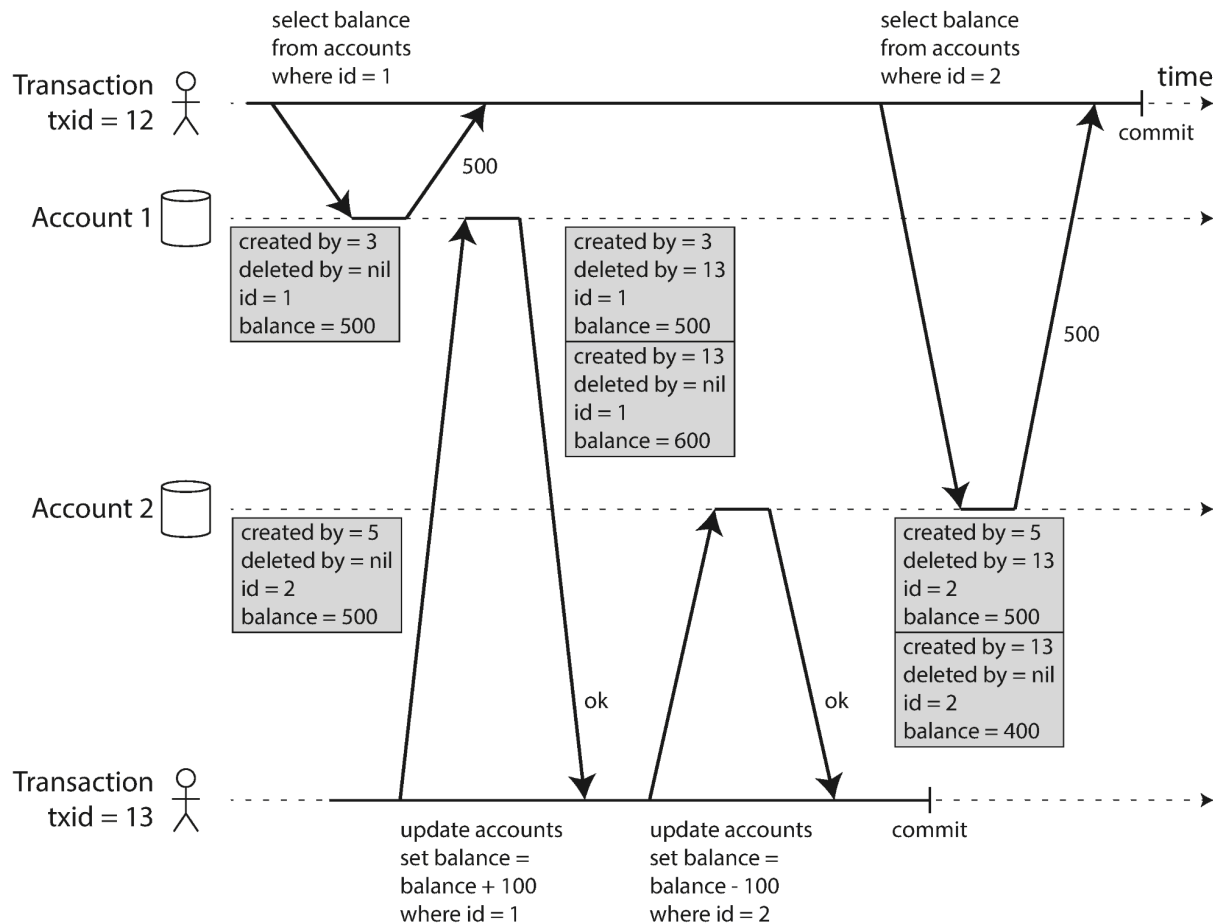 select balance
from accounts
where id = 1
select balance
from accounts
where id = 2
time
Transaction
txid = 12
commit
500
Account 1
created by = 3
deleted by = nil
id = 1
balance = 500
created by = 3
deleted by = 13
id = 1
balance = 500
created by = 13
deleted by = nil
id = 1
balance = 600
500
Account 2
created by = 5
deleted by = nil
id = 2
balance = 500
created by = 5
deleted by = 13
id = 2
balance = 500
created by = 13
deleted by = nil
id = 2
balance = 400
ok
ok
Transaction
txid = 13
commit
update accounts
set balance =
balance + 100
where id = 1
update accounts
set balance =
balance - 100
where id = 2